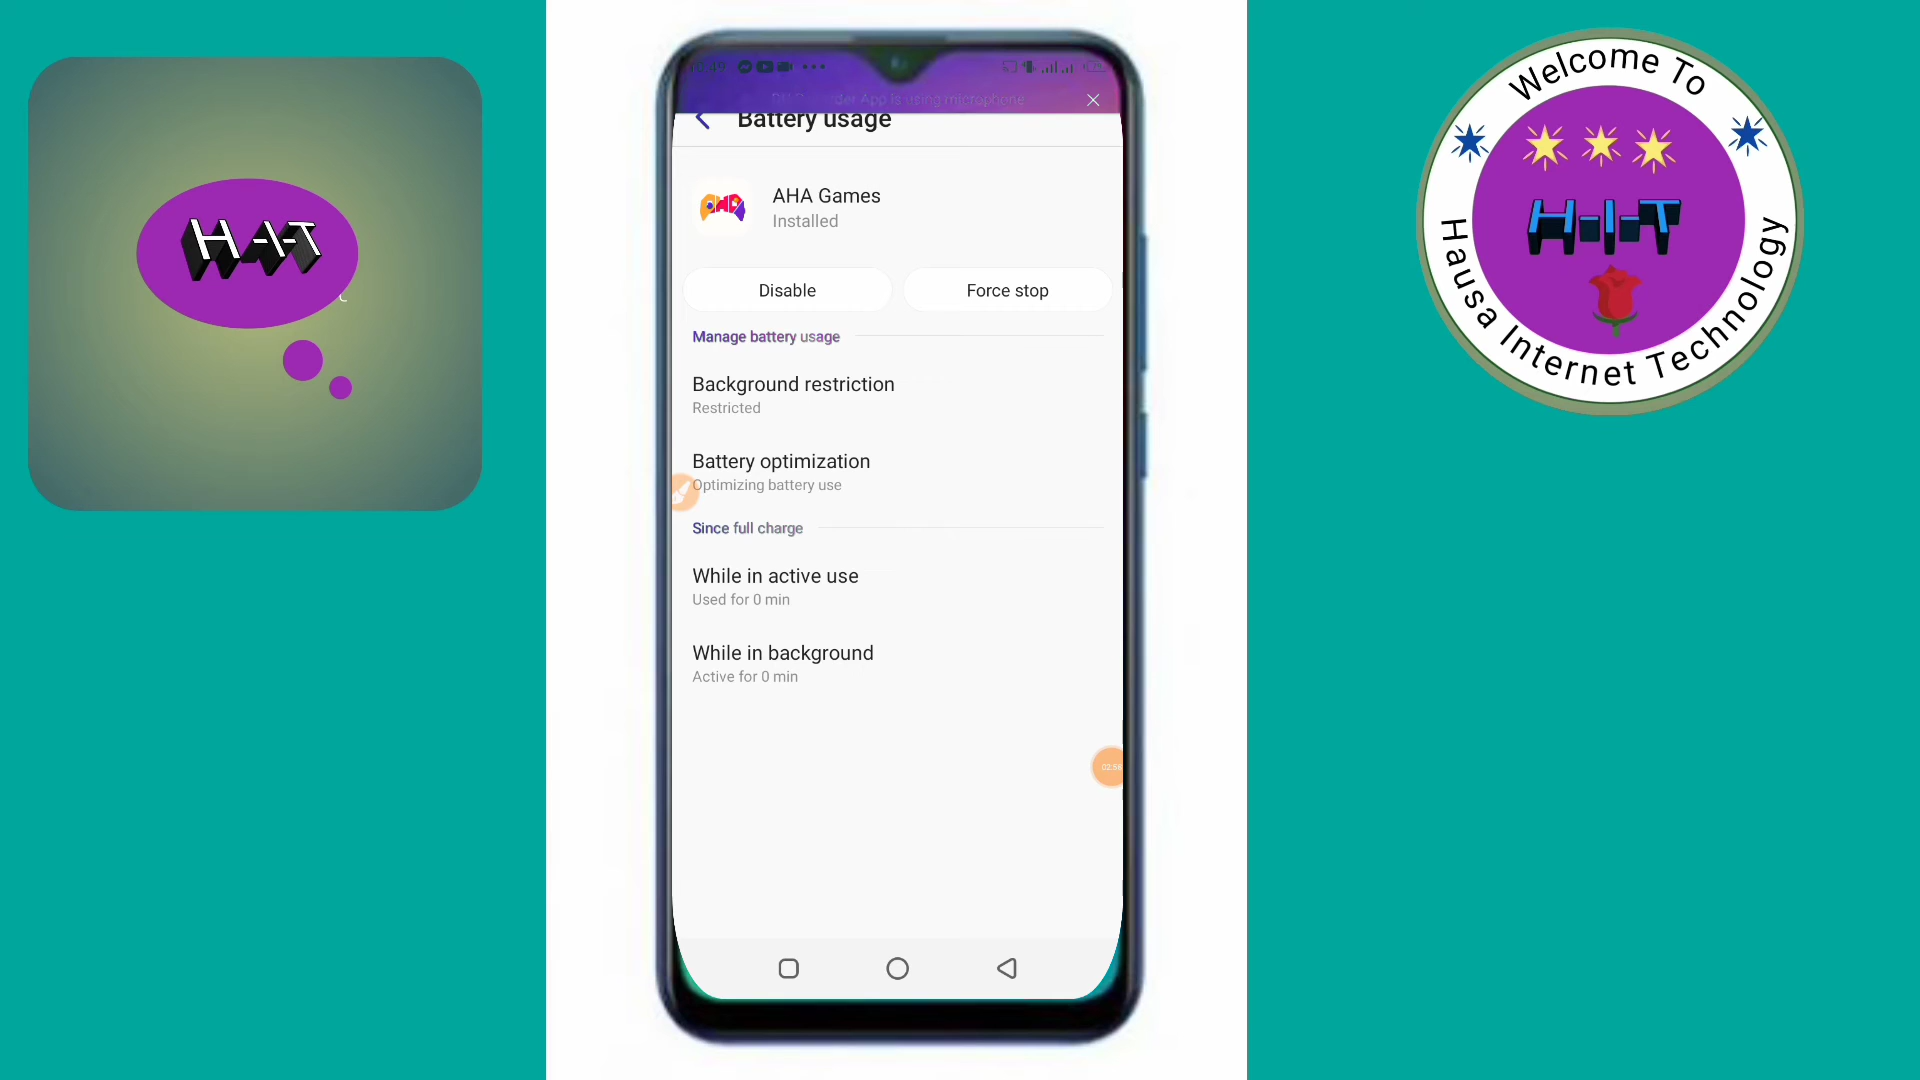 H-I-T
Battery usage
AHA Games
Installed
Disable
Force stop
Manage battery usage
Background restriction
Restricted
Battery optimization
Optimizing battery use
Since full charge
While in active use
Used for 0 min
While in background
Active for 0 min
02:58
Welcome To
H-I-T
Hausa Internet Technology